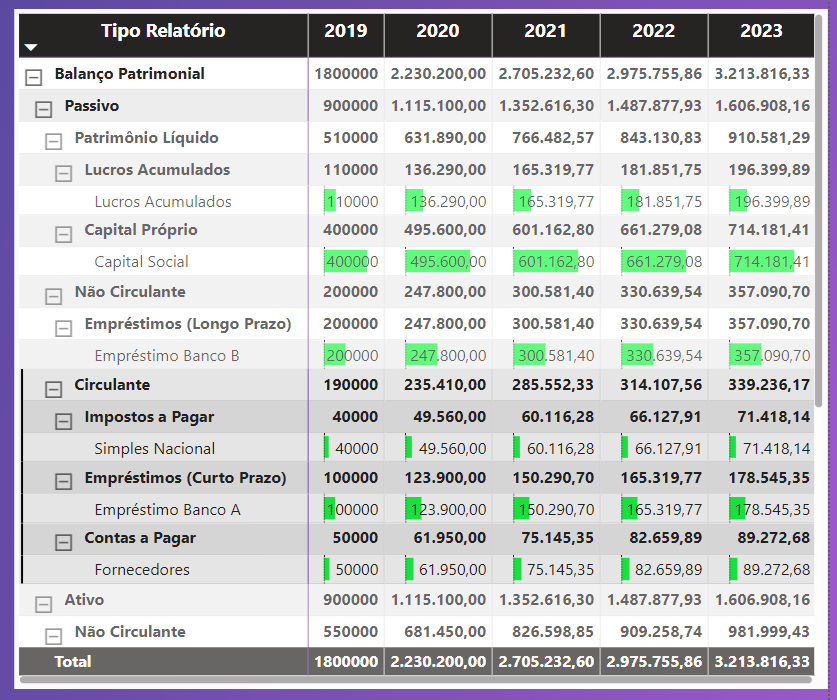 Tipo Relatório 2019 2020 2021 2022 2023
Balanço Patrimonial 1800000 2.230.200,00 2.705.232,60 2.975.755,86 3.213.816,33
Passivo 900000 1.115.100,00 1.352.616,30 1.487.877,93 1.606.908,16
Patrimônio Líquido 510000 631.890,00 766.482,57 843.130,83 910.581,29
Lucros Acumulados 110000 136.290,00 165.319,77 181.851,75 196.399,89
Lucros Acumulados 110000 136.290,00 165.319,77 181.851,75 196.399,89
Capital Próprio 400000 495.600,00 601.162,80 661.279,08 714.181,41
Capital Social 400000 495.600,00 601.162,80 661.279,08 714.181,41
Não Circulante 200000 247.800,00 300.581,40 330.639,54 357.090,70
Empréstimos (Longo Prazo) 200000 247.800,00 300.581,40 330.639,54 357.090,70
Empréstimo Banco B 200000 247.800,00 300.581,40 330.639,54 357.090,70
Circulante 190000 235.410,00 285.552,33 314.107,56 339.236,17
Impostos a Pagar 40000 49.560,00 60.116,28 66.127,91 71.418,14
Simples Nacional 40000 49.560,00 60.116,28 66.127,91 71.418,14
Empréstimos (Curto Prazo) 100000 123.900,00 150.290,70 165.319,77 178.545,35
Empréstimo Banco A 100000 123.900,00 150.290,70 165.319,77 178.545,35
Contas a Pagar 50000 61.950,00 75.145,35 82.659,89 89.272,68
Fornecedores 50000 61.950,00 75.145,35 82.659,89 89.272,68
Ativo 900000 1.115.100,00 1.352.616,30 1.487.877,93 1.606.908,16
Não Circulante 550000 681.450,00 826.598,85 909.258,74 981.999,43
Total 1800000 2.230.200,00 2.705.232,60 2.975.755,86 3.213.816,33